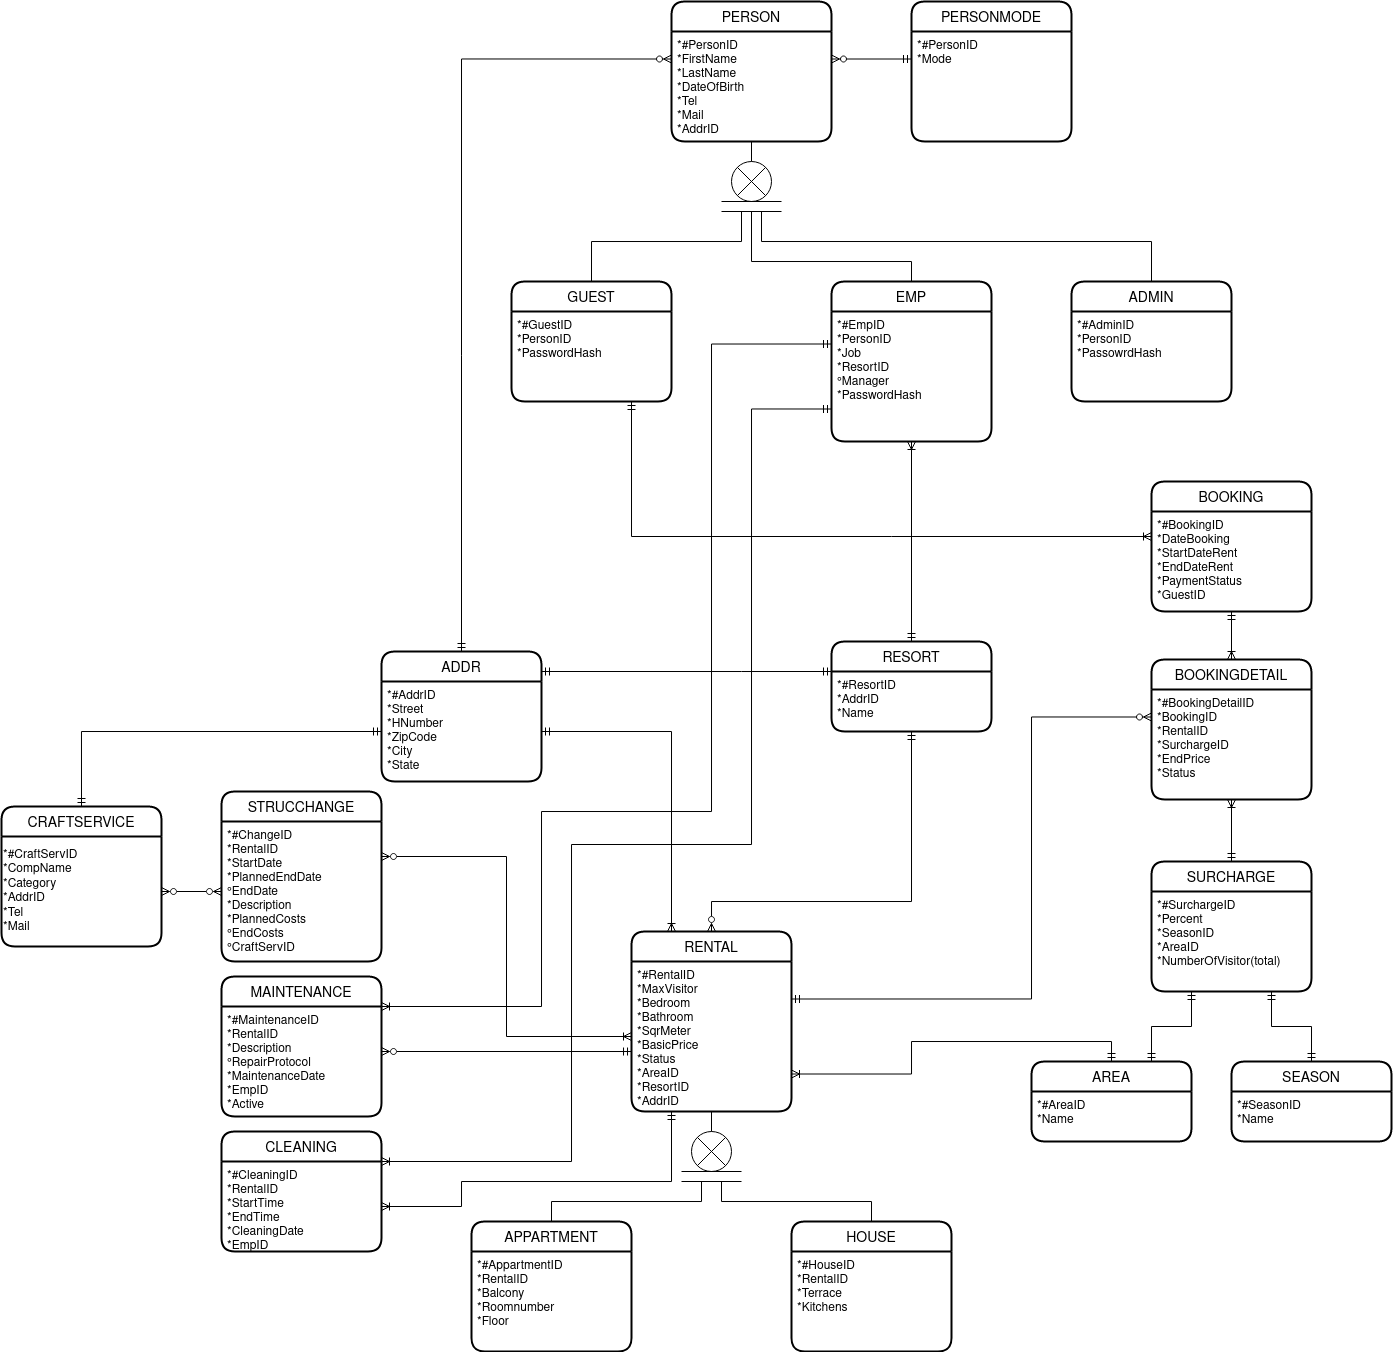 PERSON
*#PersonID
*FirstName
*LastName
*DateOfBirth
*Tel
*Mail
*AddrID
PERSONMODE
*#PersonID
*Mode
GUEST
*#GuestID
*PersonID
*PasswordHash
EMP
*#EmpID
*PersonID
*Job
*ResortID
°Manager
*PasswordHash
ADMIN
*#AdminID
*PersonID
*PassowrdHash
BOOKING
*#BookingID
*DateBooking
*StartDateRent
*EndDateRent
*PaymentStatus
*GuestID
ADDR
*#AddrID
*Street
*HNumber
*ZipCode
*City
*State
RESORT
*#ResortID
*AddrID
*Name
BOOKINGDETAIL
*#BookingDetailID
*BookingID
*RentalID
*SurchargeID
*EndPrice
*Status
CRAFTSERVICE
*#CraftServID
*CompName
*Category
*AddrID
*Tel
*Mail
STRUCCHANGE
*#ChangeID
*RentalID
*StartDate
*PlannedEndDate
°EndDate
*Description
*PlannedCosts
°EndCosts
°CraftServID
SURCHARGE
*#SurchargeID
*Percent
*SeasonID
*AreaID
*NumberOfVisitor(total)
RENTAL
*#RentalID
*MaxVisitor
*Bedroom
*Bathroom
*SqrMeter
*BasicPrice
*Status
*AreaID
*ResortID
*AddrID
MAINTENANCE
*#MaintenanceID
*RentalID
*Description
°RepairProtocol
*MaintenanceDate
*EmpID
*Active
AREA
*#AreaID
*Name
SEASON
*#SeasonID
*Name
CLEANING
*#CleaningID
*RentalID
*StartTime
*EndTime
*CleaningDate
*EmpID
APPARTMENT
*#AppartmentID
*RentalID
*Balcony
*Roomnumber
*Floor
HOUSE
*#HouseID
*RentalID
*Terrace
*Kitchens